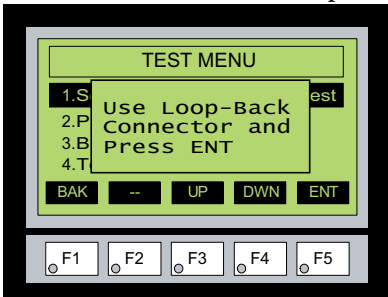 TEST MENU
1.S
est
Use Loop-Back
Connector and
Press ENT
2.P
3.B
4.T
BAK -- UP DWN ENT
F1 F2 F3 F4 F5